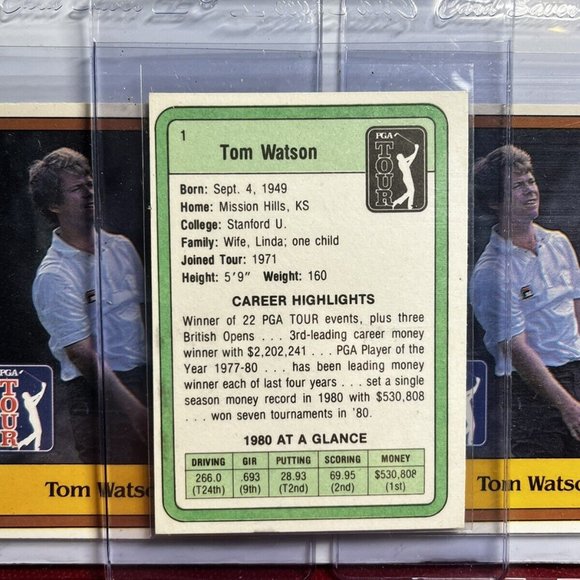 Card Saver
1
Tom Watson
PGA
TOUR
Born: Sept. 4, 1949
Home: Mission Hills, KS
College: Stanford U.
Family: Wife, Linda; one child
Joined Tour: 1971
Height: 5'9" Weight: 160
CAREER HIGHLIGHTS
Winner of 22 PGA TOUR events, plus three
British Opens . . . 3rd-leading career money
winner with $2,202,241 . . . PGA Player of the
Year 1977-80 . . . has been leading money
winner each of last four years . . . set a single
season money record in 1980 with $530,808
. . . won seven tournaments in '80.
1980 AT A GLANCE
DRIVING GIR PUTTING SCORING MONEY
266.0 .693 28.93 69.95 $530,808
(T24th) (9th) (T2nd) (2nd) (1st)
PGA
TOUR
Tom Wats
Tom Watso